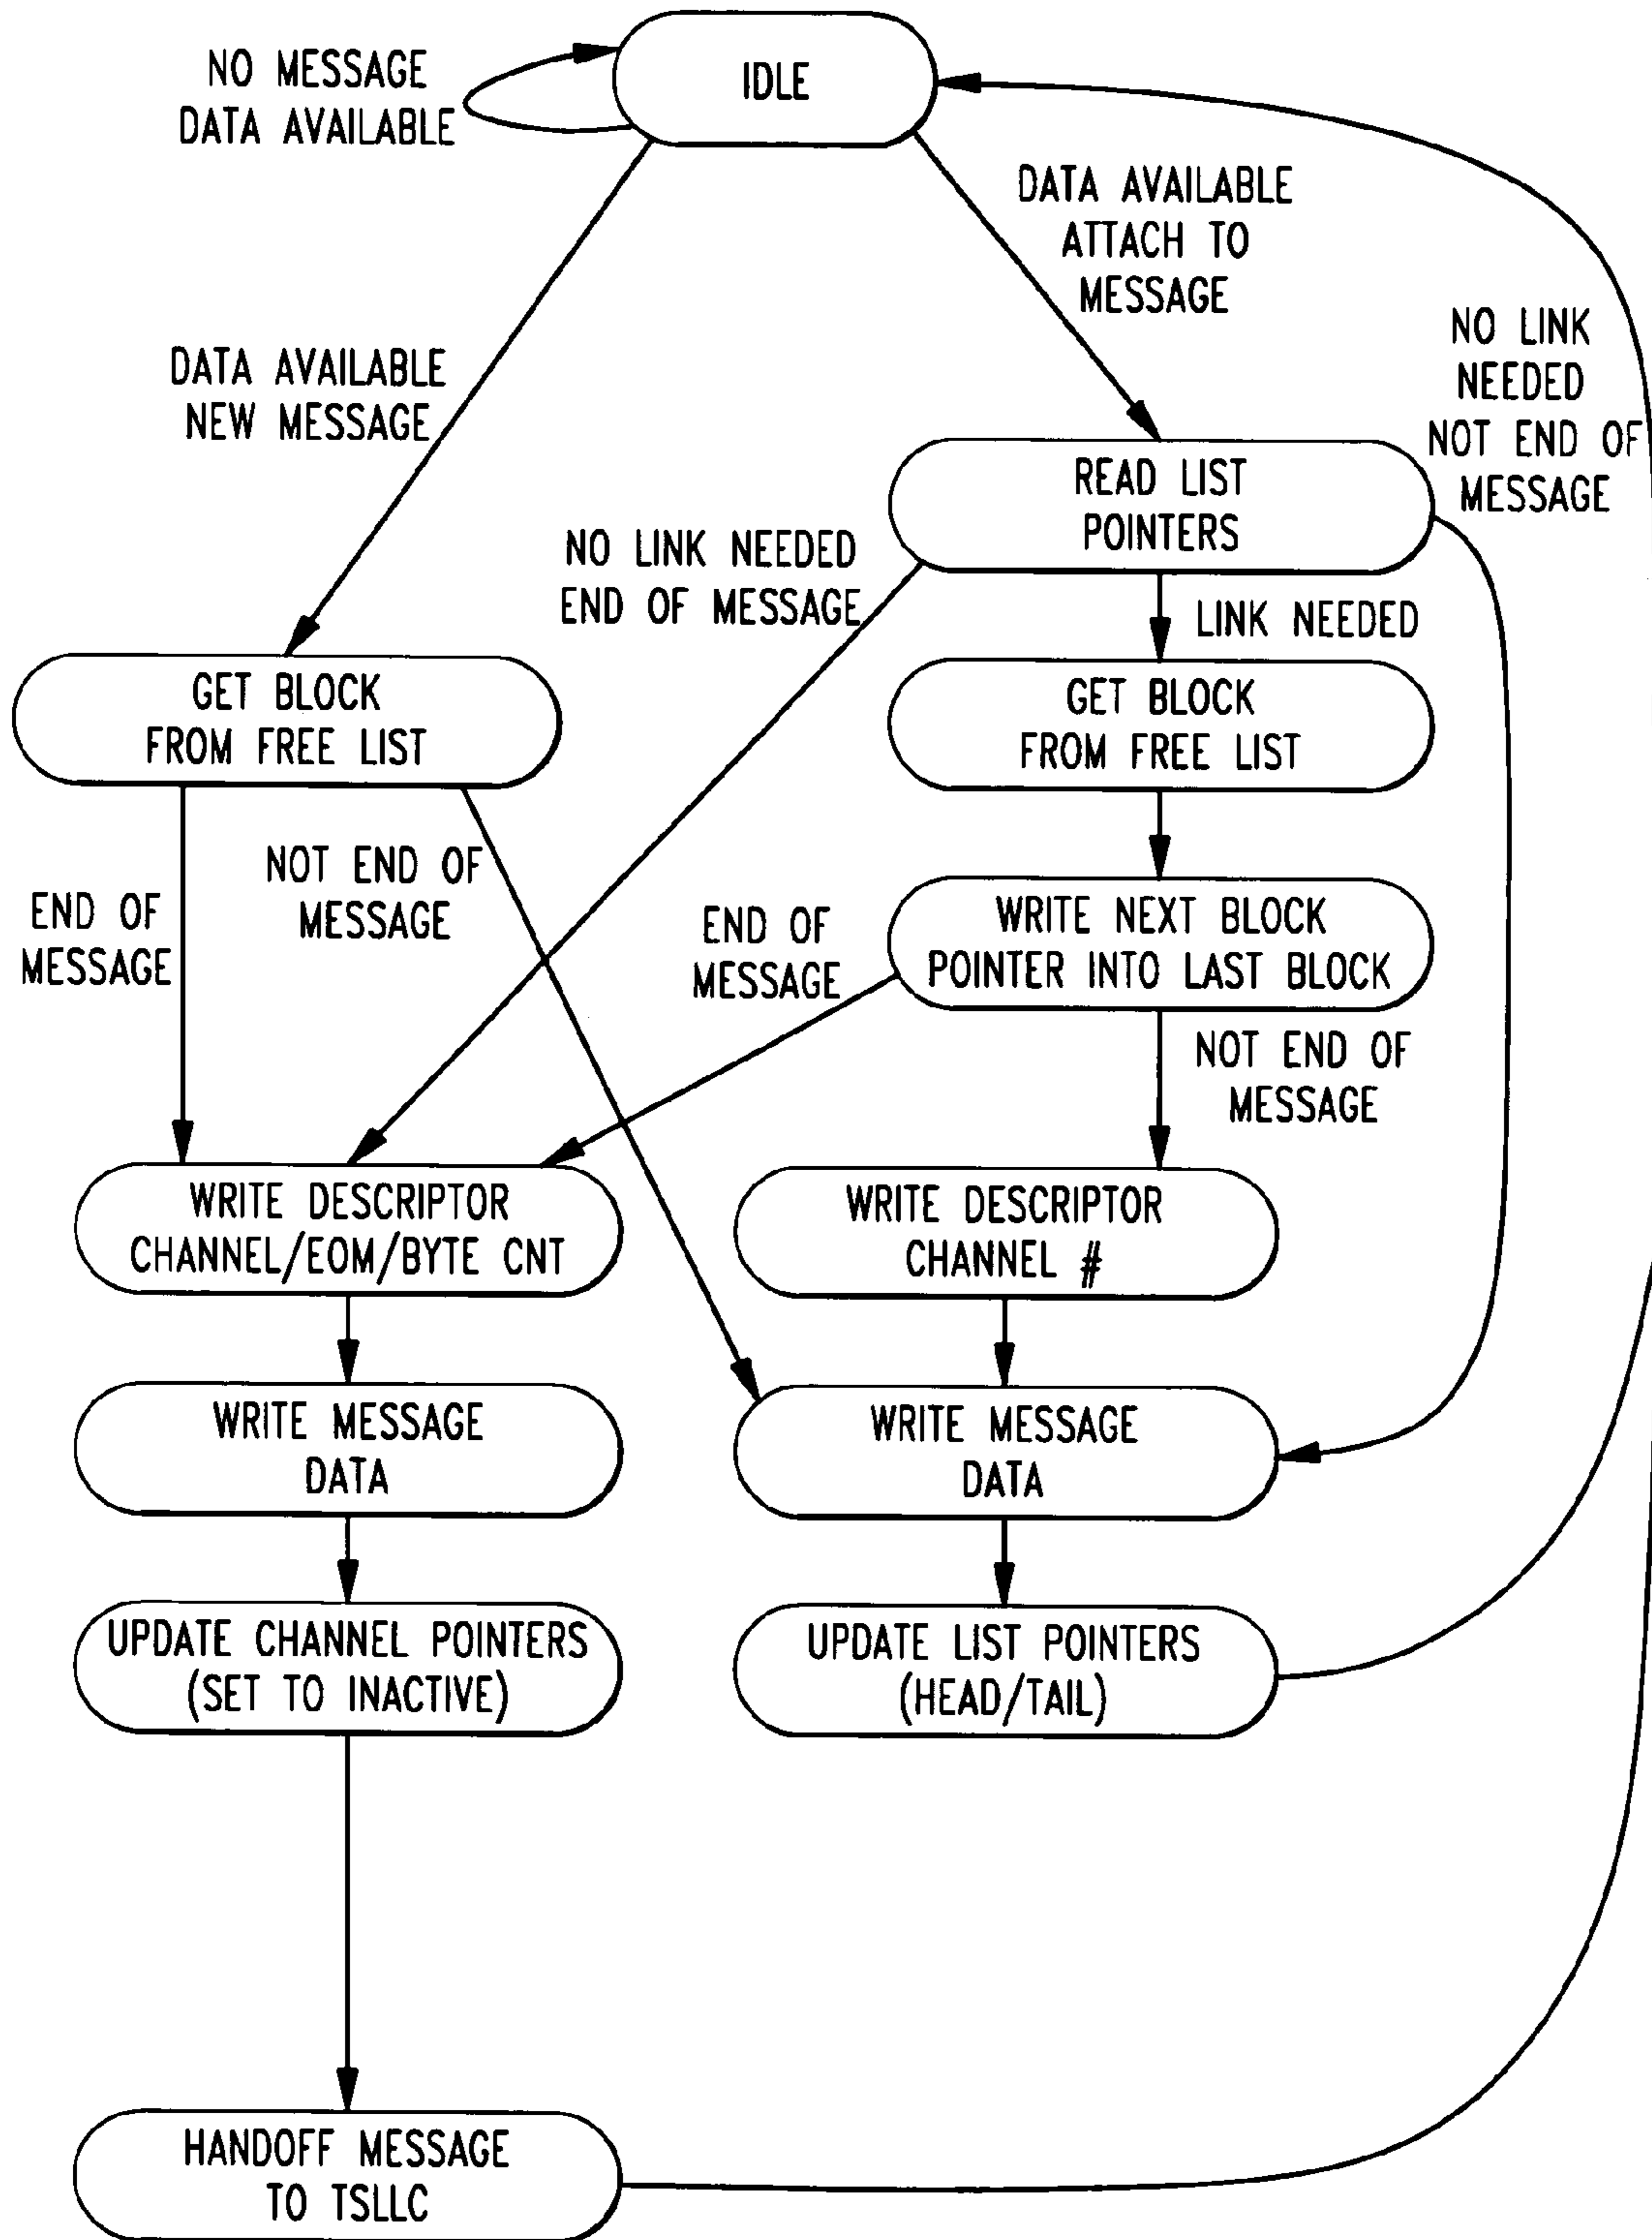 IDLE
NO MESSAGE
DATA AVAILABLE
DATA AVAILABLE
ATTACH TO
MESSAGE
DATA AVAILABLE
NEW MESSAGE
NO LINK
NEEDED
NOT END OF
MESSAGE
READ LIST
POINTERS
NO LINK NEEDED
END OF MESSAGE
LINK NEEDED
GET BLOCK
FROM FREE LIST
GET BLOCK
FROM FREE LIST
END OF
MESSAGE
NOT END OF
MESSAGE
END OF
MESSAGE
WRITE NEXT BLOCK
POINTER INTO LAST BLOCK
NOT END OF
MESSAGE
WRITE DESCRIPTOR
CHANNEL/EOM/BYTE CNT
WRITE DESCRIPTOR
CHANNEL #
WRITE MESSAGE
DATA
WRITE MESSAGE
DATA
UPDATE CHANNEL POINTERS
(SET TO INACTIVE)
UPDATE LIST POINTERS
(HEAD/TAIL)
HANDOFF MESSAGE
TO TSLLC